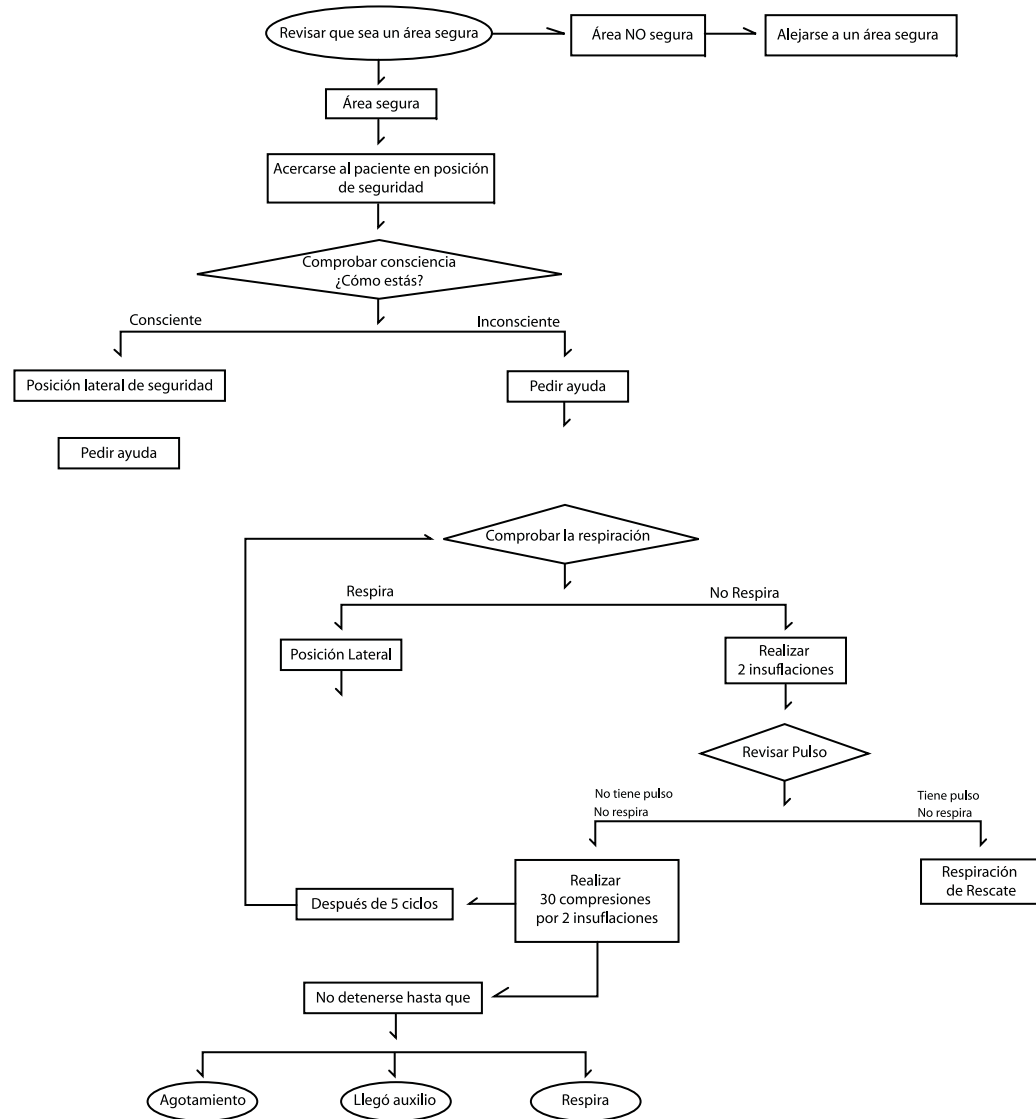 Revisar que sea un área segura
Área NO segura
Alejarse a un área segura
Área segura
Acercarse al paciente en posición
de seguridad
Comprobar consciencia
¿Cómo estás?
Consciente
Inconsciente
Posición lateral de seguridad
Pedir ayuda
Pedir ayuda
Comprobar la respiración
Respira
No Respira
Posición Lateral
Realizar
2 insuflaciones
Revisar Pulso
No tiene pulso
No respira
Tiene pulso
No respira
Realizar
30 compresiones
por 2 insuflaciones
Respiración
de Rescate
Después de 5 ciclos
No detenerse hasta que
Agotamiento
Llegó auxilio
Respira